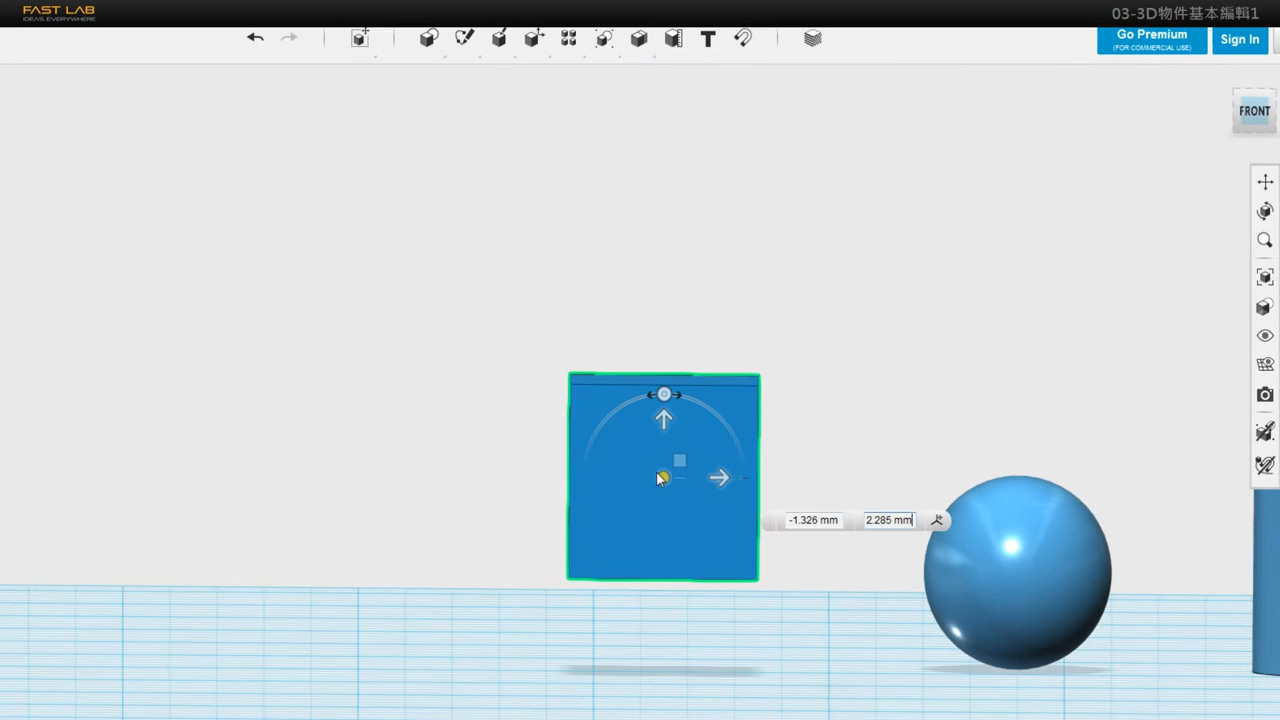 FAST LAB
IDEAS EVERYWHERE
03-3D物件基本編輯1
Go Premium
(FOR COMMERCIAL USE)
Sign In
FRONT
-1.326 mm
2.285 mm